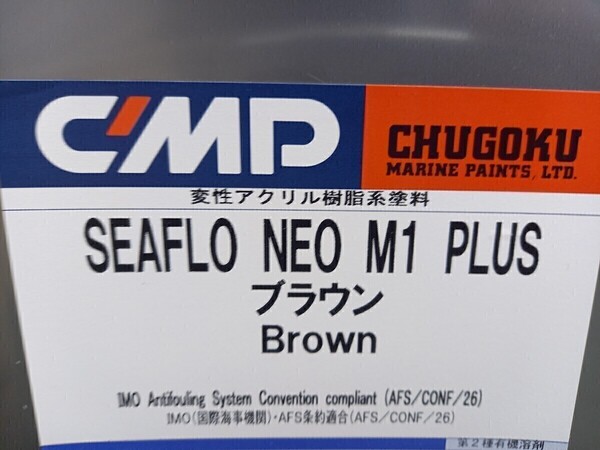 CMP
CHUGOKU
MARINE PAINTS, LTD.
変性アクリル樹脂系塗料
SEAFLO NEO M1 PLUS
ブラウン
Brown
IMO Antifouling System Convention compliant (AFS/CONF/26)
IMO(国際海事機関)・AFS条約適合(AFS/CONF/26)
第2種有機溶剤